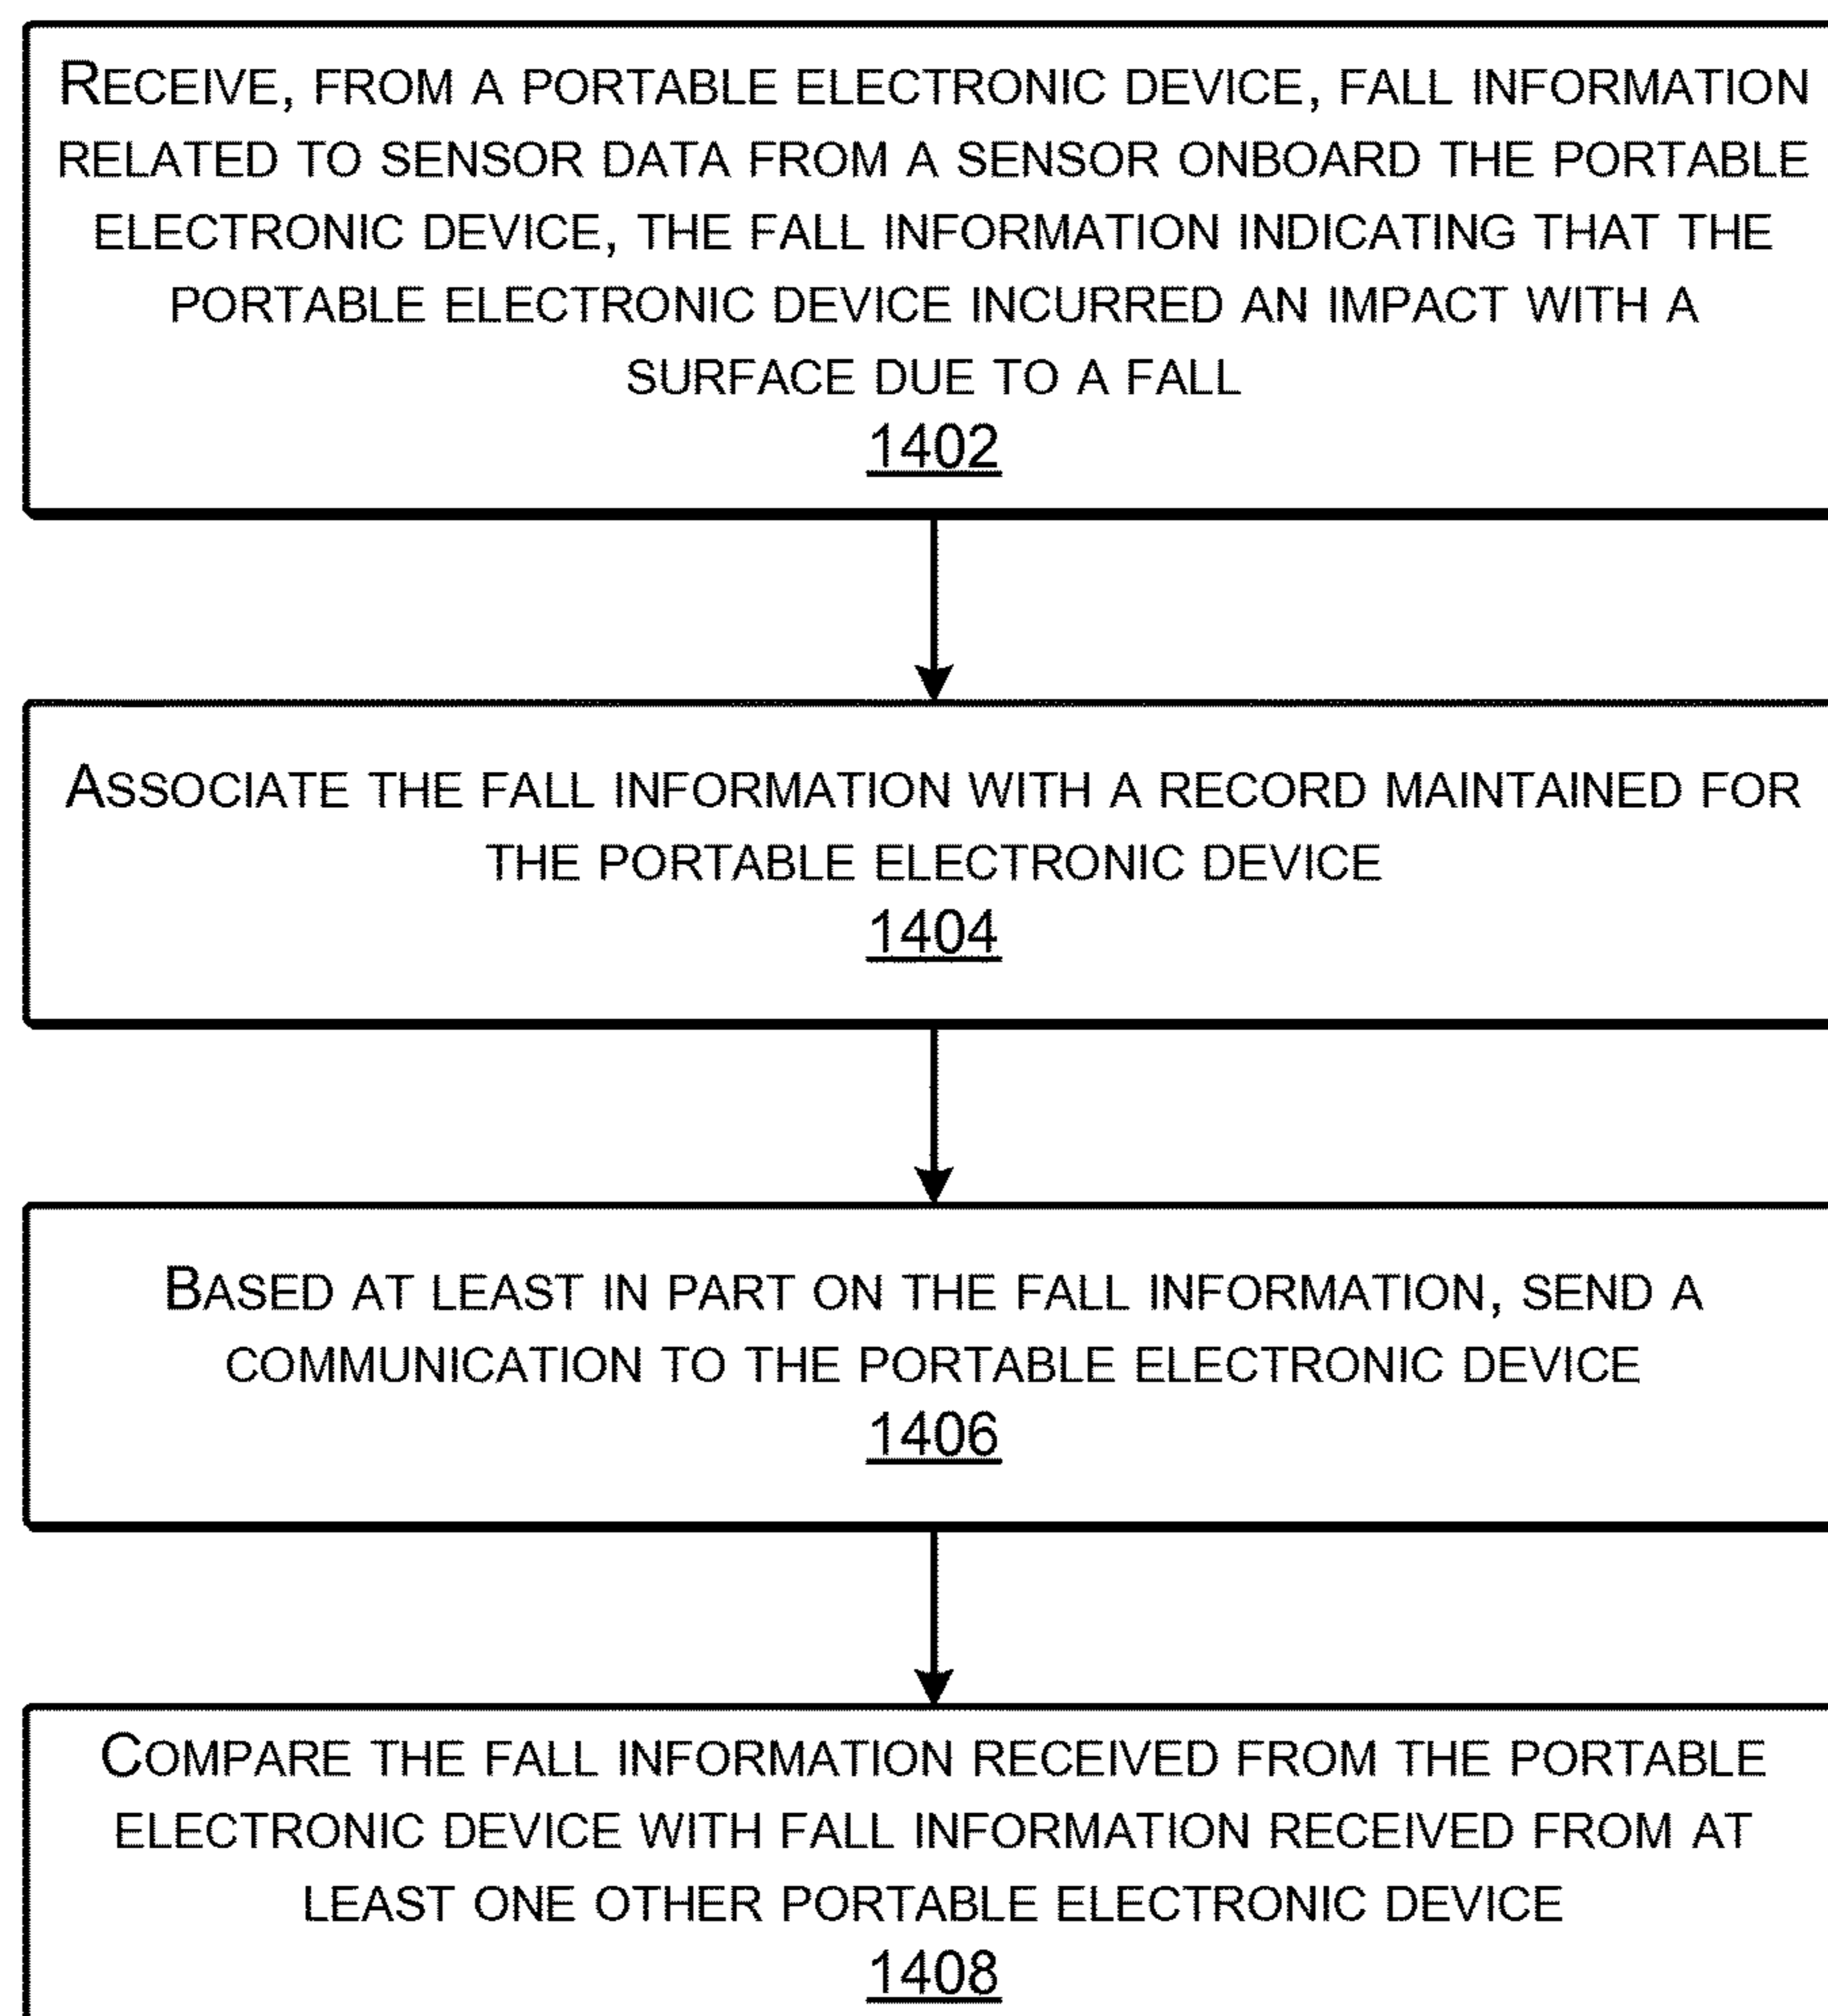 RECEIVE, FROM A PORTABLE ELECTRONIC DEVICE, FALL INFORMATION
RELATED TO SENSOR DATA FROM A SENSOR ONBOARD THE PORTABLE
ELECTRONIC DEVICE, THE FALL INFORMATION INDICATING THAT THE
PORTABLE ELECTRONIC DEVICE INCURRED AN IMPACT WITH A
SURFACE DUE TO A FALL
1402
ASSOCIATE THE FALL INFORMATION WITH A RECORD MAINTAINED FOR
THE PORTABLE ELECTRONIC DEVICE
1404
BASED AT LEAST IN PART ON THE FALL INFORMATION, SEND A
COMMUNICATION TO THE PORTABLE ELECTRONIC DEVICE
1406
COMPARE THE FALL INFORMATION RECEIVED FROM THE PORTABLE
ELECTRONIC DEVICE WITH FALL INFORMATION RECEIVED FROM AT
LEAST ONE OTHER PORTABLE ELECTRONIC DEVICE
1408